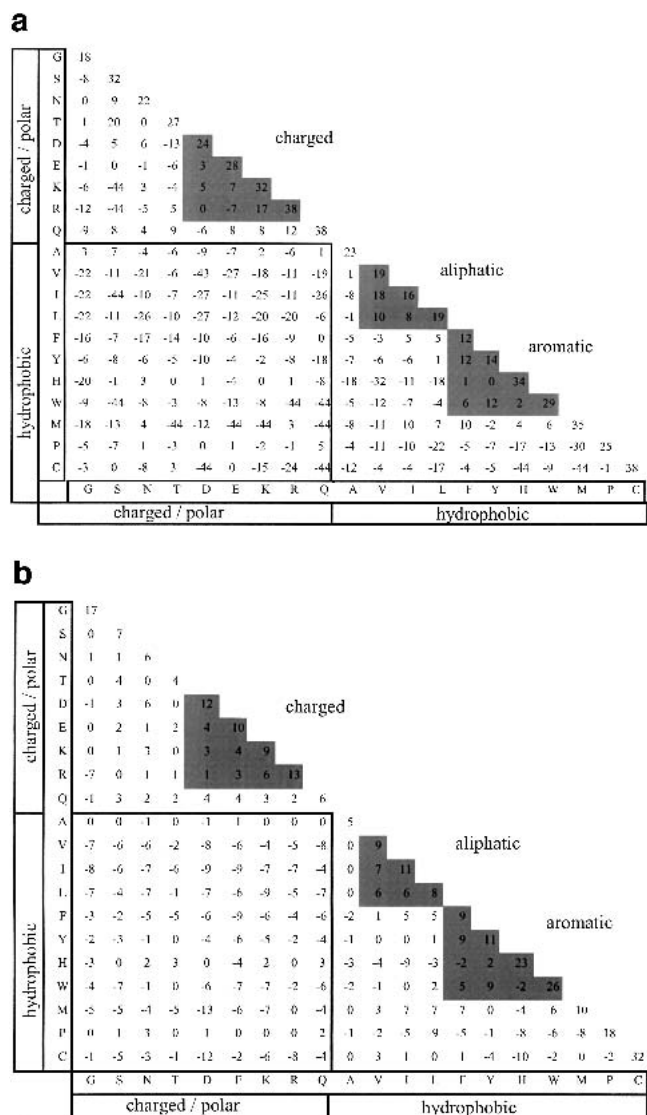 a
G 18
S -8 32
N 0 9 22
T 1 20 0 27
D -4 5 6 -13 24 charged
E -1 0 -1 -6 3 28
K -6 -44 3 -4 5 7 32
R -12 -44 -5 5 0 -7 17 38
Q -9 8 4 9 -6 8 8 12 38
A 3 7 -4 -6 -9 -7 2 -6 1 23
V -22 -11 -21 -6 -43 -27 -18 -11 -19 1 19 aliphatic
I -22 -44 -10 -7 -27 -11 -25 -11 -26 -8 18 16
L -22 -11 -26 -10 -27 -12 -20 -20 -6 -1 10 8 19
F -16 -7 -17 -14 -10 -6 -16 -9 0 -5 -3 5 5 12 aromatic
Y -6 -8 -6 -5 -10 -4 -2 -8 -18 -7 -6 -6 1 12 14
H -20 -1 3 0 1 -4 0 1 -8 -18 -32 -11 -18 1 0 34
W -9 -44 -8 -3 -8 -13 -8 -44 -44 -5 -12 -7 -4 6 12 2 29
M -18 -13 4 -44 -12 -44 -44 3 -44 -8 -11 10 7 10 -2 4 6 35
P -5 -7 1 -3 0 1 -2 -1 5 -4 -11 -10 -22 -5 -7 -17 -13 -30 25
C -3 0 -8 3 -44 0 -15 -24 -44 -12 -4 -4 -17 -4 -5 -44 -9 -44 -1 38
G S N T D E K R Q A V I L F Y H W M P C
charged / polar
hydrophobic
charged / polar hydrophobic
b
G 17
S 0 7
N 1 1 6
T 0 4 0 4
D -1 3 6 0 12 charged
E 0 2 1 2 4 10
K 0 1 3 0 3 4 9
R -7 0 1 1 1 3 6 13
Q -1 3 2 2 4 4 3 2 6
A 0 0 -1 0 -1 1 0 0 0 5
V -7 -6 -6 -2 -8 -6 -4 -5 -8 0 9 aliphatic
I -8 -6 -7 -6 -9 -9 -7 -7 -4 0 7 11
L -7 -4 -7 -1 -7 -6 -9 -5 -7 0 6 6 8
F -3 -2 -5 -5 -6 -9 -6 -4 -6 -2 1 5 5 9 aromatic
Y -2 -3 -1 0 -4 -6 -5 -2 -4 -1 0 0 1 9 11
H -3 0 2 3 0 -4 2 0 3 -3 -4 -9 -3 -2 2 23
W -4 -7 -1 0 -6 -7 -7 -2 -6 -2 -1 0 2 5 9 -2 26
M -5 -5 -4 -5 -13 -6 -7 0 -4 0 3 7 7 7 0 -4 6 10
P 0 1 3 0 1 0 0 0 2 -1 -2 5 9 -5 -1 -8 -6 -8 18
C -1 -5 -3 -1 -12 -2 -6 -8 -4 0 3 1 0 1 -4 -10 -2 0 -2 32
G S N T D E K R Q A V I L F Y H W M P C
charged / polar
hydrophobic
charged / polar hydrophobic